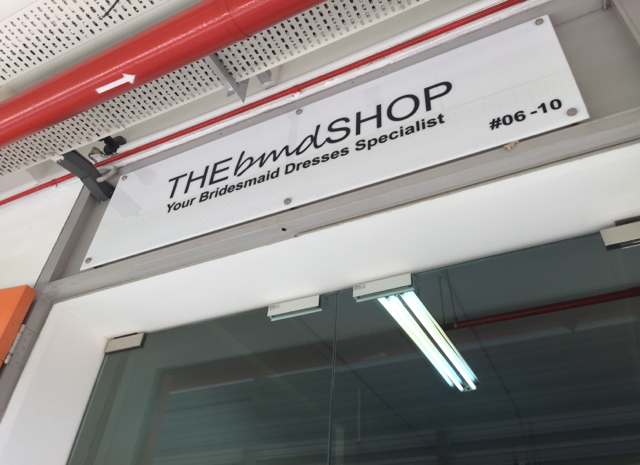 THEbmdSHOP
Your Bridesmaid Dresses Specialist
#06-10